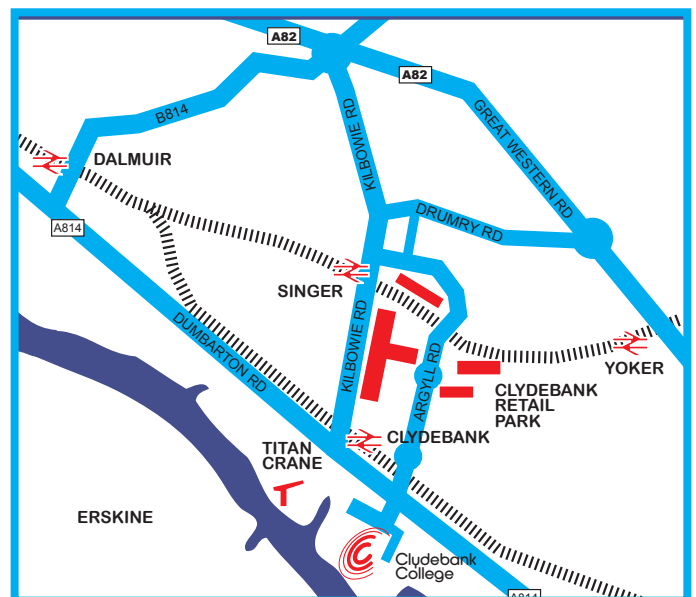 A82
A82
B814
KILBOWIE RD
GREAT WESTERN RD
DALMUIR
DRUMRY RD
A814
SINGER
DUMBARTON RD
KILBOWIE RD
ARGYLL RD
YOKER
CLYDEBANK
RETAIL
PARK
CLYDEBANK
TITAN
CRANE
ERSKINE
Clydebank
College
A814